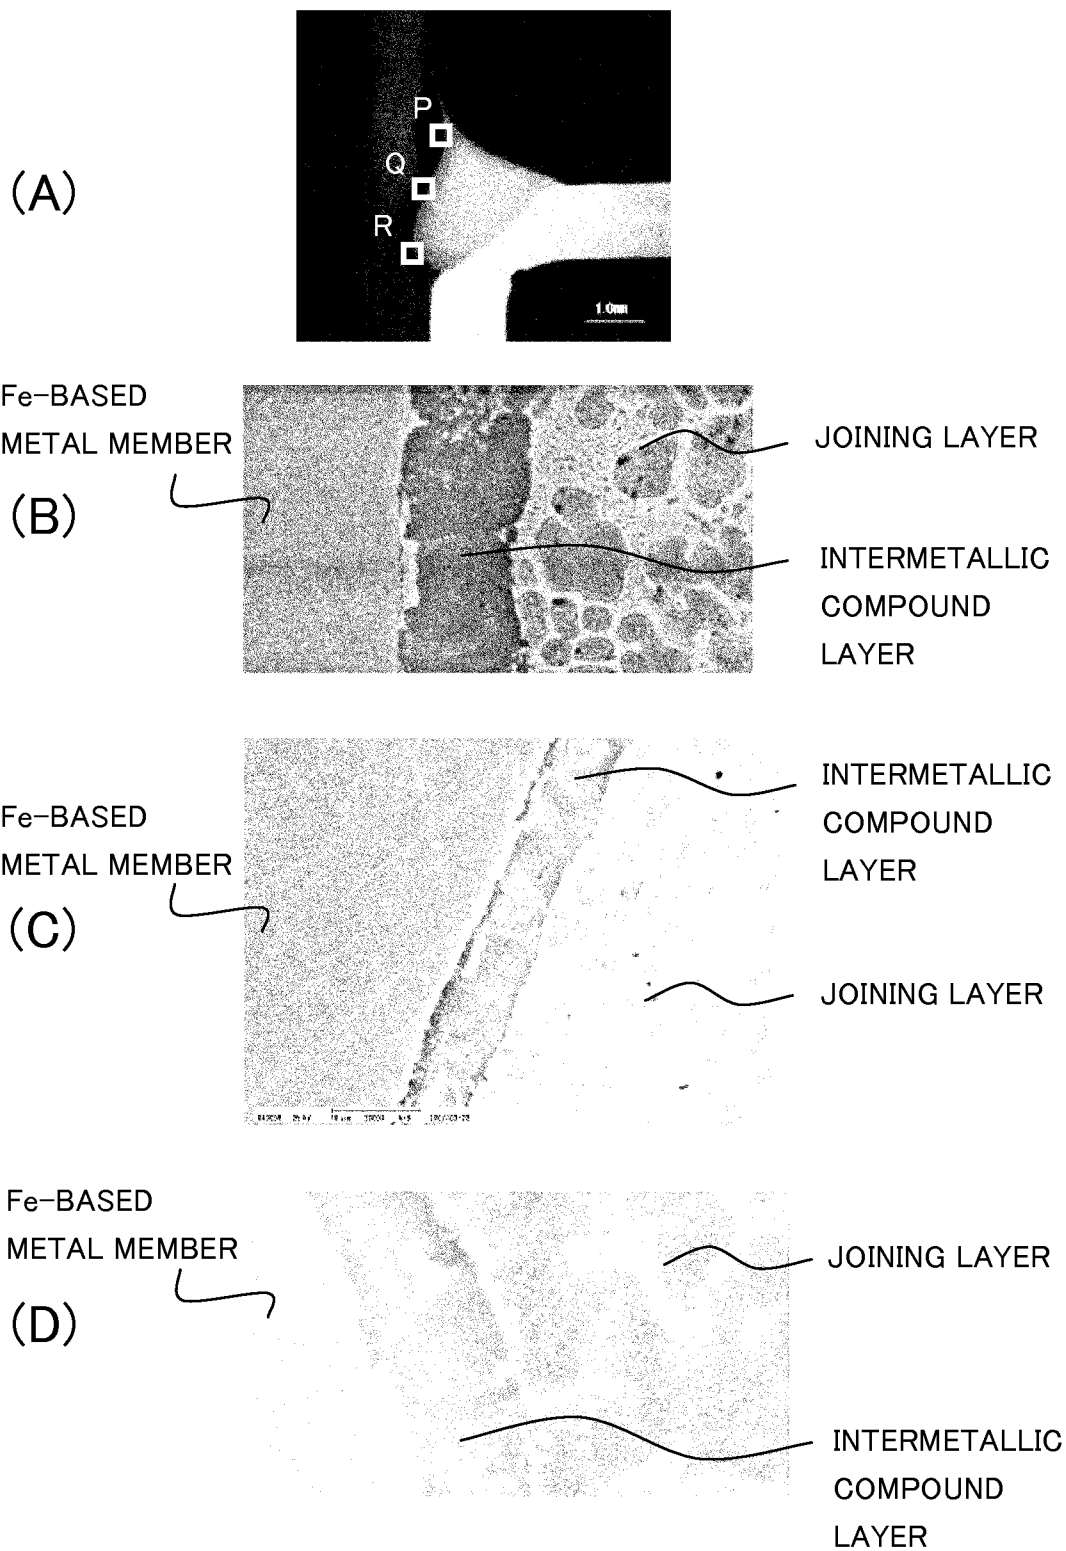 (A)
P
Q
R
1.0mm
Fe-BASED
METAL MEMBER
(B)
JOINING LAYER
INTERMETALLIC
COMPOUND
LAYER
Fe-BASED
METAL MEMBER
(C)
INTERMETALLIC
COMPOUND
LAYER
JOINING LAYER
Fe-BASED
METAL MEMBER
(D)
JOINING LAYER
INTERMETALLIC
COMPOUND
LAYER